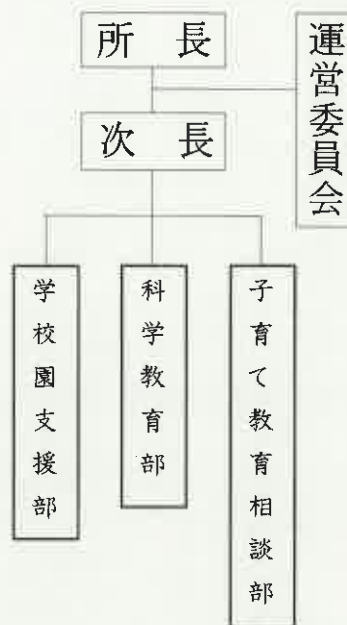 所 長
運営委員会
次 長
学校園支援部
科学教育部
子育て教育相談部